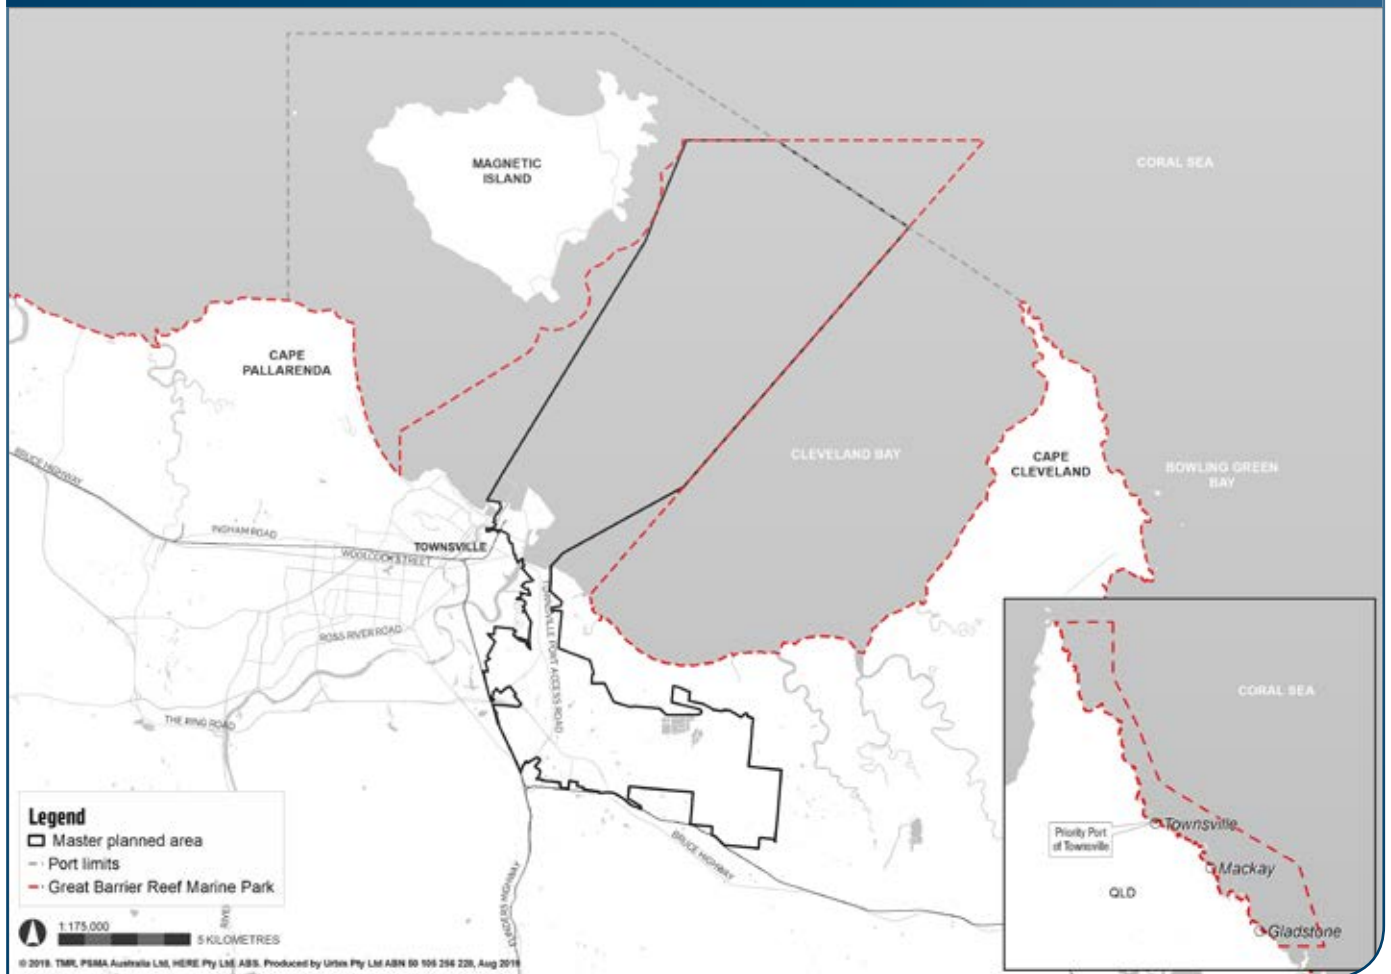 MAGNETIC
ISLAND
CORAL SEA
CAPE
PALLARENDA
CLEVELAND BAY
CAPE
CLEVELAND
BOWLING GREEN
BAY
BRUCE HIGHWAY
INGHAM ROAD
WOOLCOCK STREET
TOWNSVILLE
ROSS RIVER ROAD
TOWNSVILLE PORT ACCESS ROAD
THE RING ROAD
BRUCE HIGHWAY
FLINDERS HIGHWAY
Legend
Master planned area
Port limits
Great Barrier Reef Marine Park
1:175,000
5 KILOMETRES
© 2019. TMR, PSMA Australia Ltd, HERE Pty Ltd, ABS. Produced by Urbis Pty Ltd ABN 50 105 256 228, Aug 2019
CORAL SEA
Priority Port
of Townsville
Townsville
Mackay
QLD
Gladstone